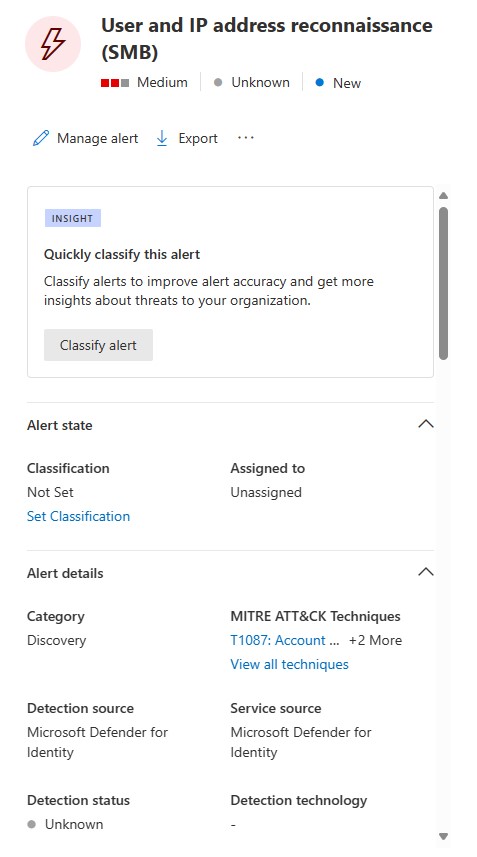 User and IP address reconnaissance
(SMB)
Medium Unknown New
Manage alert Export ...
INSIGHT
Quickly classify this alert
Classify alerts to improve alert accuracy and get more
insights about threats to your organization.
Classify alert
Alert state
Classification Assigned to
Not Set Unassigned
Set Classification
Alert details
Category MITRE ATT&CK Techniques
Discovery T1087: Account ... +2 More
View all techniques
Detection source Service source
Microsoft Defender for Microsoft Defender for
Identity Identity
Detection status Detection technology
Unknown -